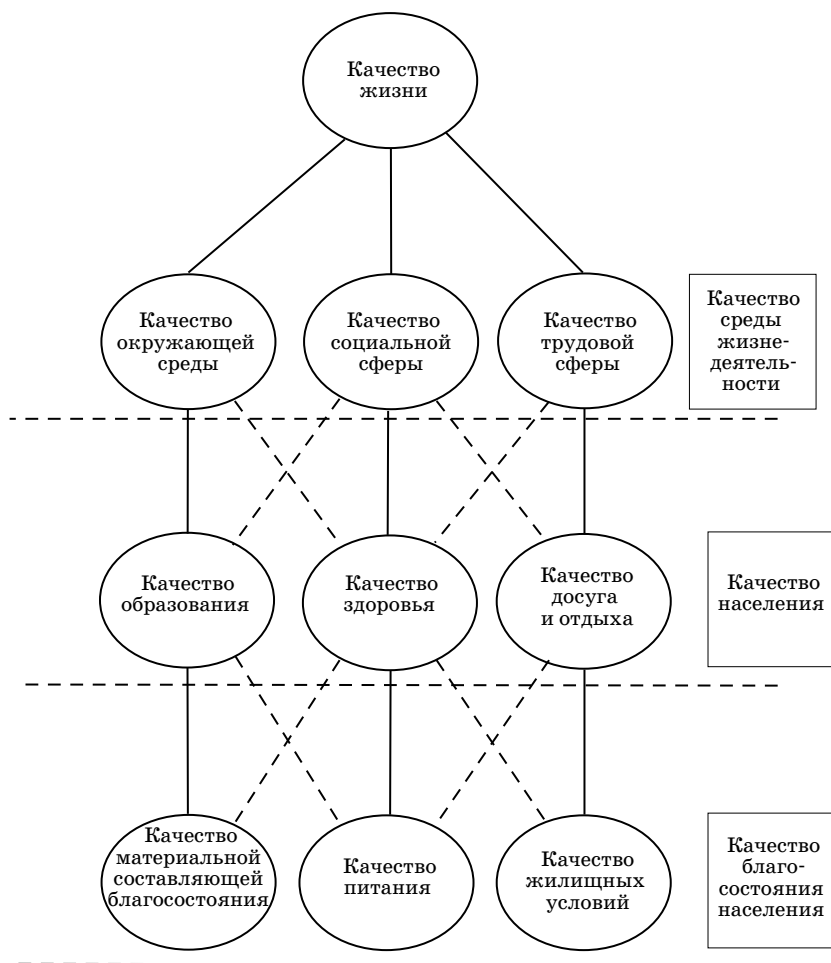 Качество
жизни
Качество
окружающей
среды
Качество
социальной
сферы
Качество
трудовой
сферы
Качество
среды
жизне-
деятель-
ности
Качество
образования
Качество
здоровья
Качество
досуга
и отдыха
Качество
населения
Качество
материальной
составляющей
благосостояния
Качество
питания
Качество
жилищных
условий
Качество
благо-
состояния
населения